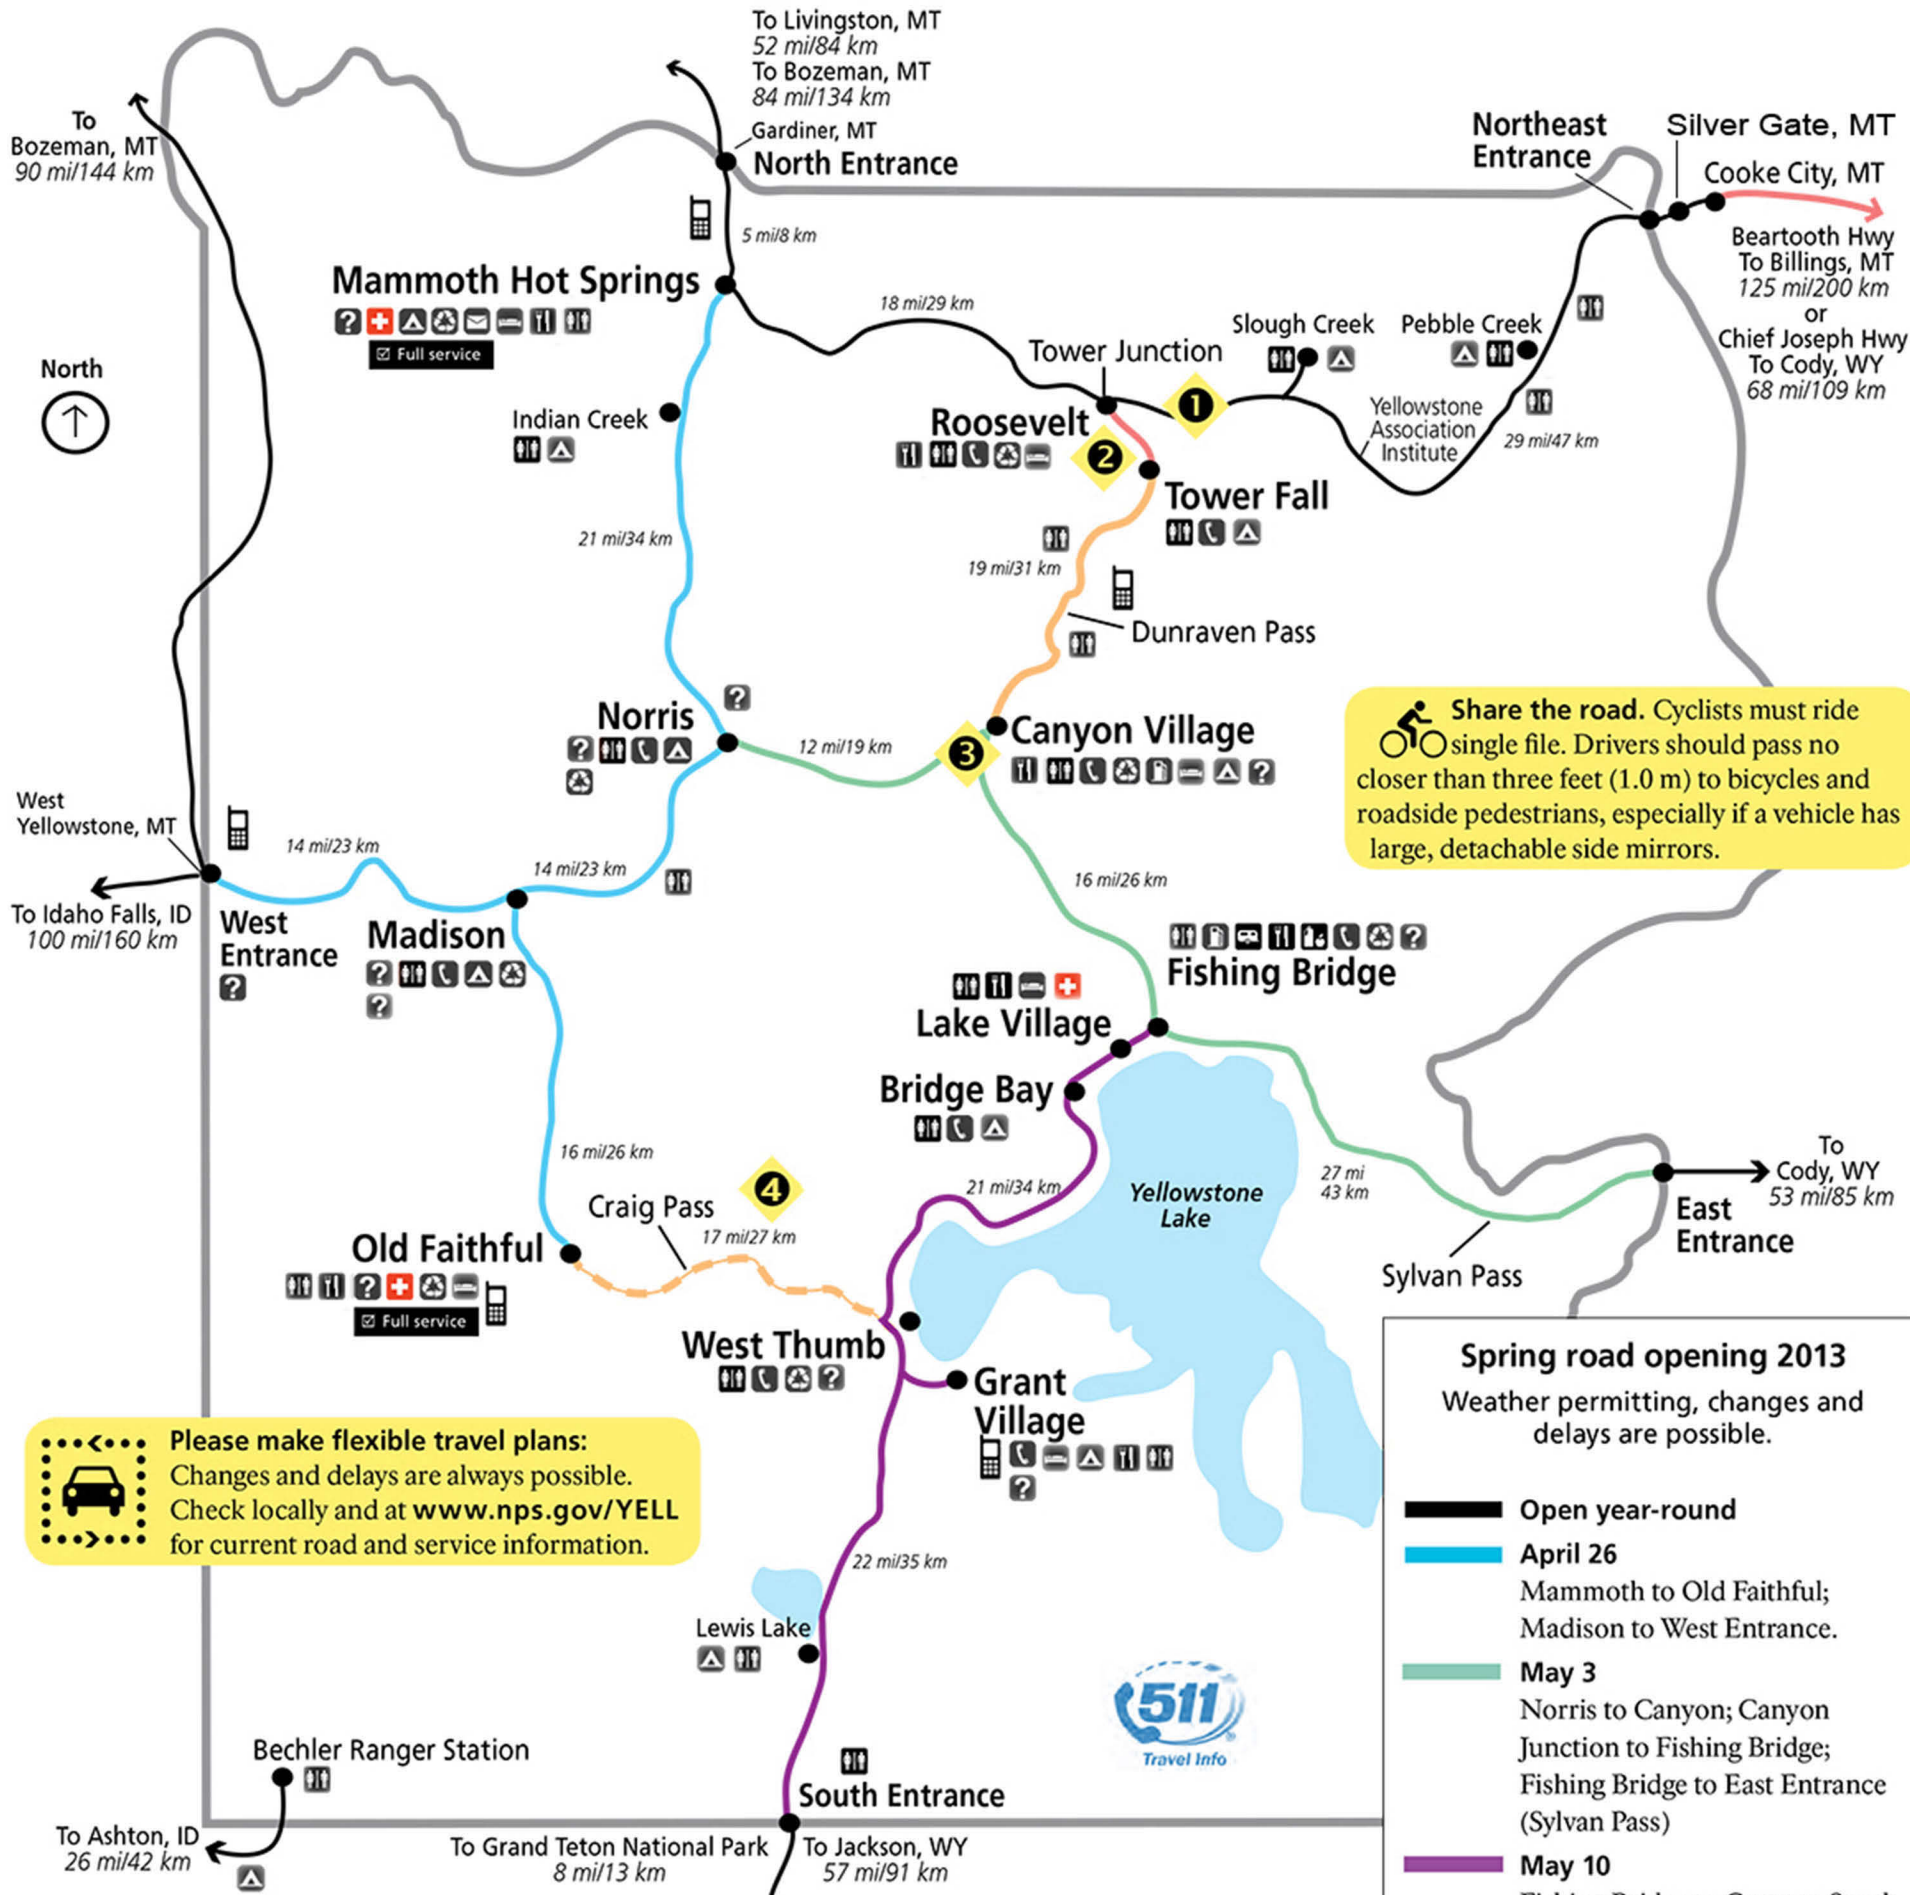 To Livingston, MT
52 mi/84 km
To Bozeman, MT
84 mi/134 km
Gardiner, MT
North Entrance
To
Bozeman, MT
90 mi/144 km
Northeast
Entrance
Silver Gate, MT
Cooke City, MT
Beartooth Hwy
To Billings, MT
125 mi/200 km
or
Chief Joseph Hwy
To Cody, WY
68 mi/109 km
5 mi/8 km
Mammoth Hot Springs
Full service
18 mi/29 km
Tower Junction
Slough Creek
Pebble Creek
North
Indian Creek
Roosevelt
1
2
Yellowstone
Association
Institute
29 mi/47 km
Tower Fall
21 mi/34 km
19 mi/31 km
Dunraven Pass
Norris
12 mi/19 km
3
Canyon Village
Share the road. Cyclists must ride
single file. Drivers should pass no
closer than three feet (1.0 m) to bicycles and
roadside pedestrians, especially if a vehicle has
large, detachable side mirrors.
West
Yellowstone, MT
14 mi/23 km
14 mi/23 km
16 mi/26 km
To Idaho Falls, ID
100 mi/160 km
West
Entrance
Madison
Fishing Bridge
Lake Village
Bridge Bay
16 mi/26 km
4
Craig Pass
17 mi/27 km
21 mi/34 km
Yellowstone
Lake
27 mi
43 km
To
Cody, WY
53 mi/85 km
East
Entrance
Sylvan Pass
Old Faithful
Full service
West Thumb
Grant
Village
Please make flexible travel plans:
Changes and delays are always possible.
Check locally and at www.nps.gov/YELL
for current road and service information.
22 mi/35 km
Lewis Lake
511
Travel Info
Bechler Ranger Station
South Entrance
To Ashton, ID
26 mi/42 km
To Grand Teton National Park
8 mi/13 km
To Jackson, WY
57 mi/91 km
Spring road opening 2013
Weather permitting, changes and
delays are possible.
Open year-round
April 26
Mammoth to Old Faithful;
Madison to West Entrance.
May 3
Norris to Canyon; Canyon
Junction to Fishing Bridge;
Fishing Bridge to East Entrance
(Sylvan Pass)
May 10